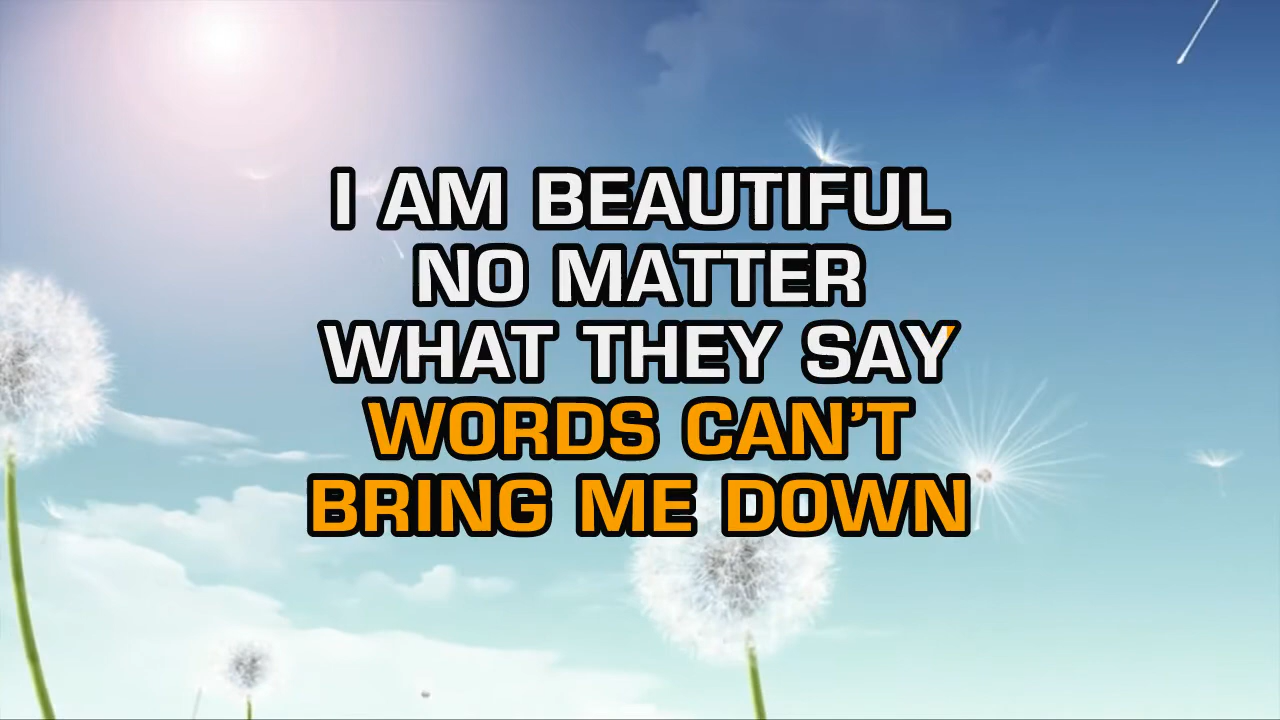 I AM BEAUTIFUL
NO MATTER
WHAT THEY SAY
WORDS CAN’T
BRING ME DOWN